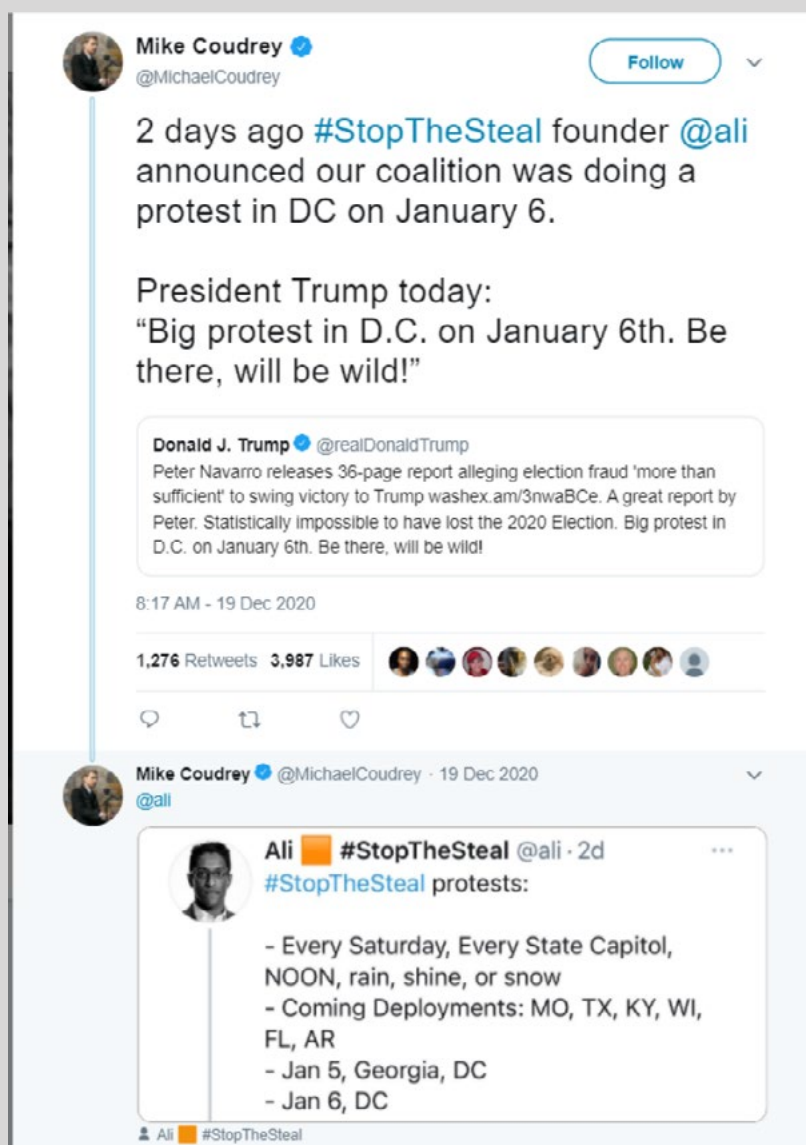 Mike Coudrey
@MichaelCoudrey
Follow
2 days ago #StopTheSteal founder @ali
announced our coalition was doing a
protest in DC on January 6.
President Trump today:
“Big protest in D.C. on January 6th. Be
there, will be wild!”
Donald J. Trump @realDonaldTrump
Peter Navarro releases 36-page report alleging election fraud 'more than
sufficient' to swing victory to Trump washex.am/3nwaBCe. A great report by
Peter. Statistically impossible to have lost the 2020 Election. Big protest in
D.C. on January 6th. Be there, will be wild!
8:17 AM - 19 Dec 2020
1,276 Retweets 3,987 Likes
Mike Coudrey @MichaelCoudrey · 19 Dec 2020
@ali
Ali 🟧 #StopTheSteal @ali · 2d
#StopTheSteal protests:
- Every Saturday, Every State Capitol,
NOON, rain, shine, or snow
- Coming Deployments: MO, TX, KY, WI,
FL, AR
- Jan 5, Georgia, DC
- Jan 6, DC
Ali 🟧 #StopTheSteal